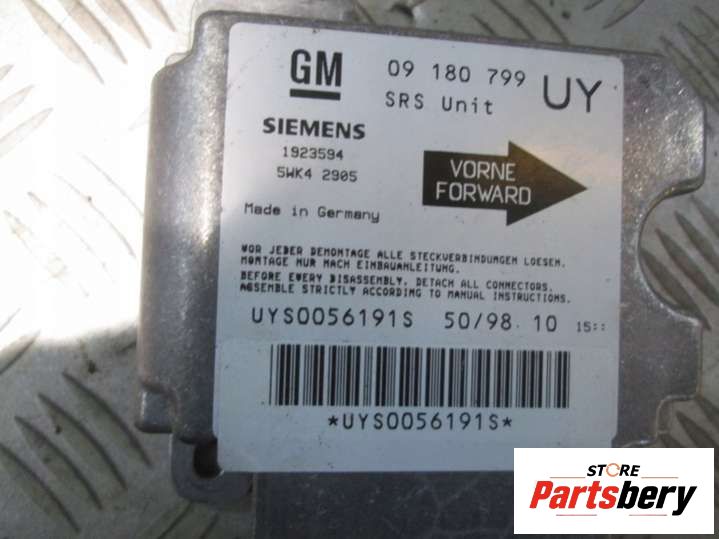 GM
09 180 799
UY
SRS Unit
SIEMENS
1923594
5WK4 2905
VORNE
FORWARD
Made in Germany
VOR JEDER DEMONTAGE ALLE STECKVERBINDUNGEN LOESEN.
MONTAGE NUR NACH EINBAUANLEITUNG.
BEFORE EVERY DISASSEMBLY, DETACH ALL CONNECTORS.
ASSEMBLE STRICTLY ACCORDING TO MANUAL INSTRUCTIONS.
UYS0056191S 50/98 10 15::
*UYS0056191S*
STORE
Partsbery